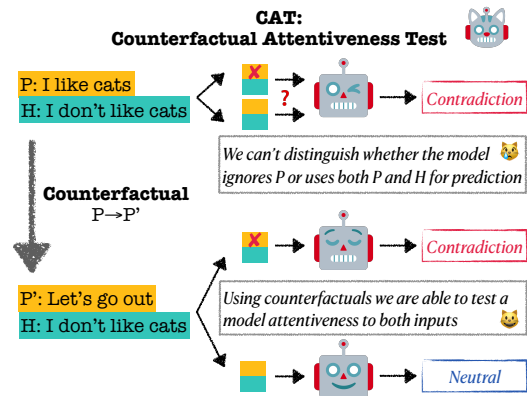 CAT:
Counterfactual Attentiveness Test
P: I like cats
H: I don't like cats
?
Contradiction
We can't distinguish whether the model
ignores P or uses both P and H for prediction
Counterfactual
P→P'
Contradiction
P': Let's go out
H: I don't like cats
Using counterfactuals we are able to test a
model attentiveness to both inputs
Neutral